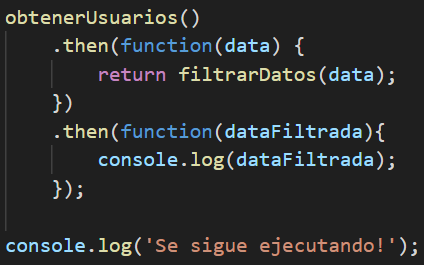 obtenerUsuarios()
    .then(function(data) {
        return filtrarDatos(data);
    })
    .then(function(dataFiltrada){
        console.log(dataFiltrada);
    });

console.log('Se sigue ejecutando!');